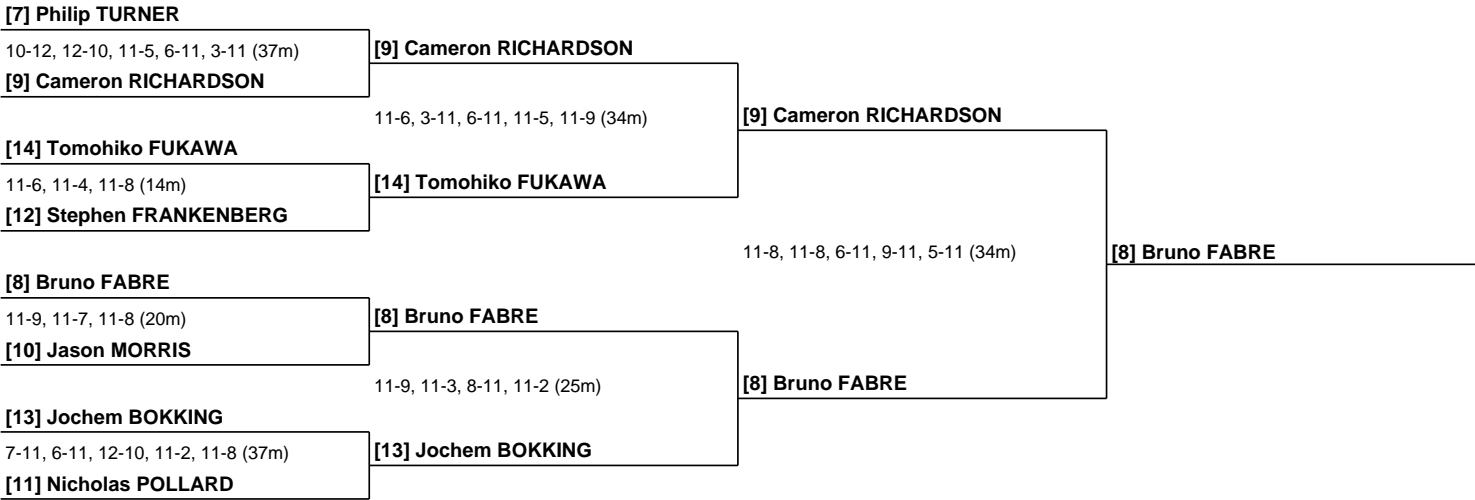 [7] Philip TURNER
10-12, 12-10, 11-5, 6-11, 3-11 (37m)
[9] Cameron RICHARDSON
[9] Cameron RICHARDSON
11-6, 3-11, 6-11, 11-5, 11-9 (34m)
[9] Cameron RICHARDSON
[14] Tomohiko FUKAWA
11-6, 11-4, 11-8 (14m)
[14] Tomohiko FUKAWA
[12] Stephen FRANKENBERG
11-8, 11-8, 6-11, 9-11, 5-11 (34m)
[8] Bruno FABRE
[8] Bruno FABRE
11-9, 11-7, 11-8 (20m)
[8] Bruno FABRE
[10] Jason MORRIS
11-9, 11-3, 8-11, 11-2 (25m)
[8] Bruno FABRE
[13] Jochem BOKKING
7-11, 6-11, 12-10, 11-2, 11-8 (37m)
[13] Jochem BOKKING
[11] Nicholas POLLARD